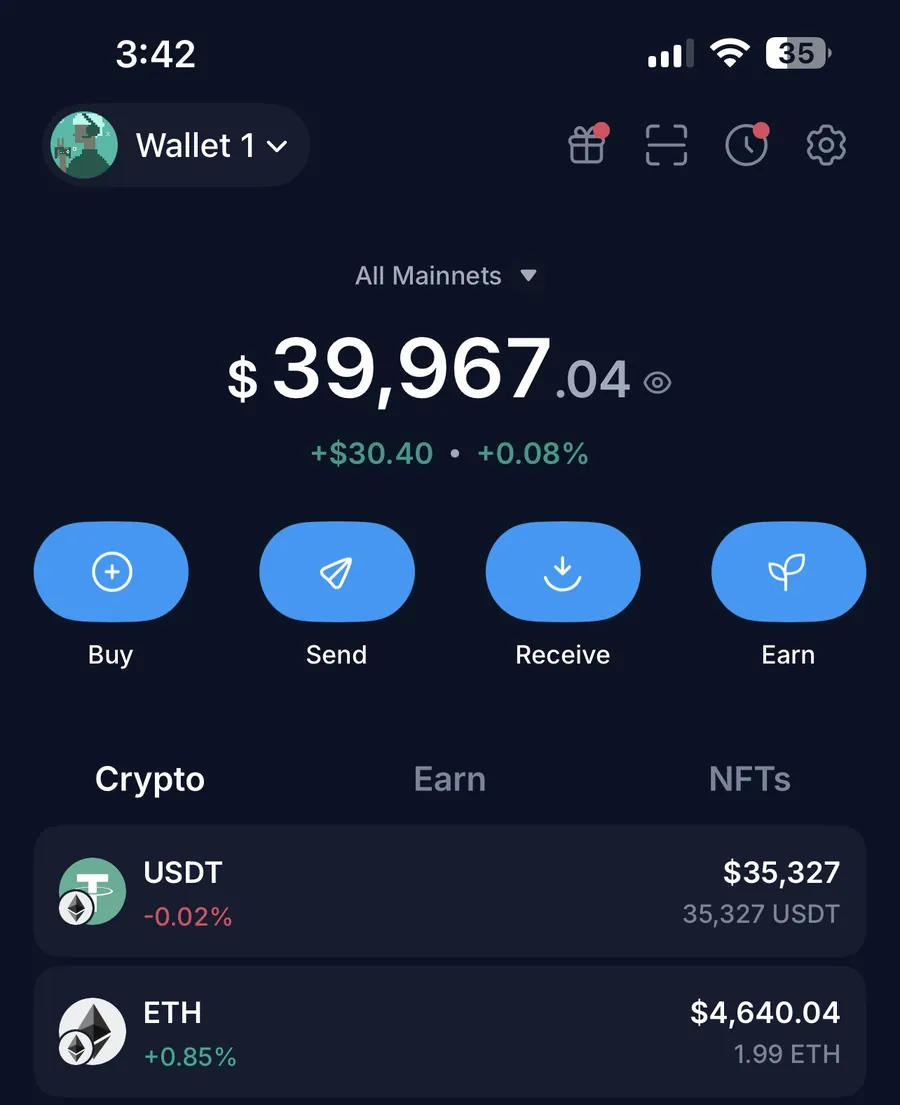 3:42
35
Wallet 1
All Mainnets
$39,967.04
+$30.40 • +0.08%
Buy
Send
Receive
Earn
Crypto
Earn
NFTs
USDT
$35,327
-0.02%
35,327 USDT
ETH
$4,640.04
+0.85%
1.99 ETH